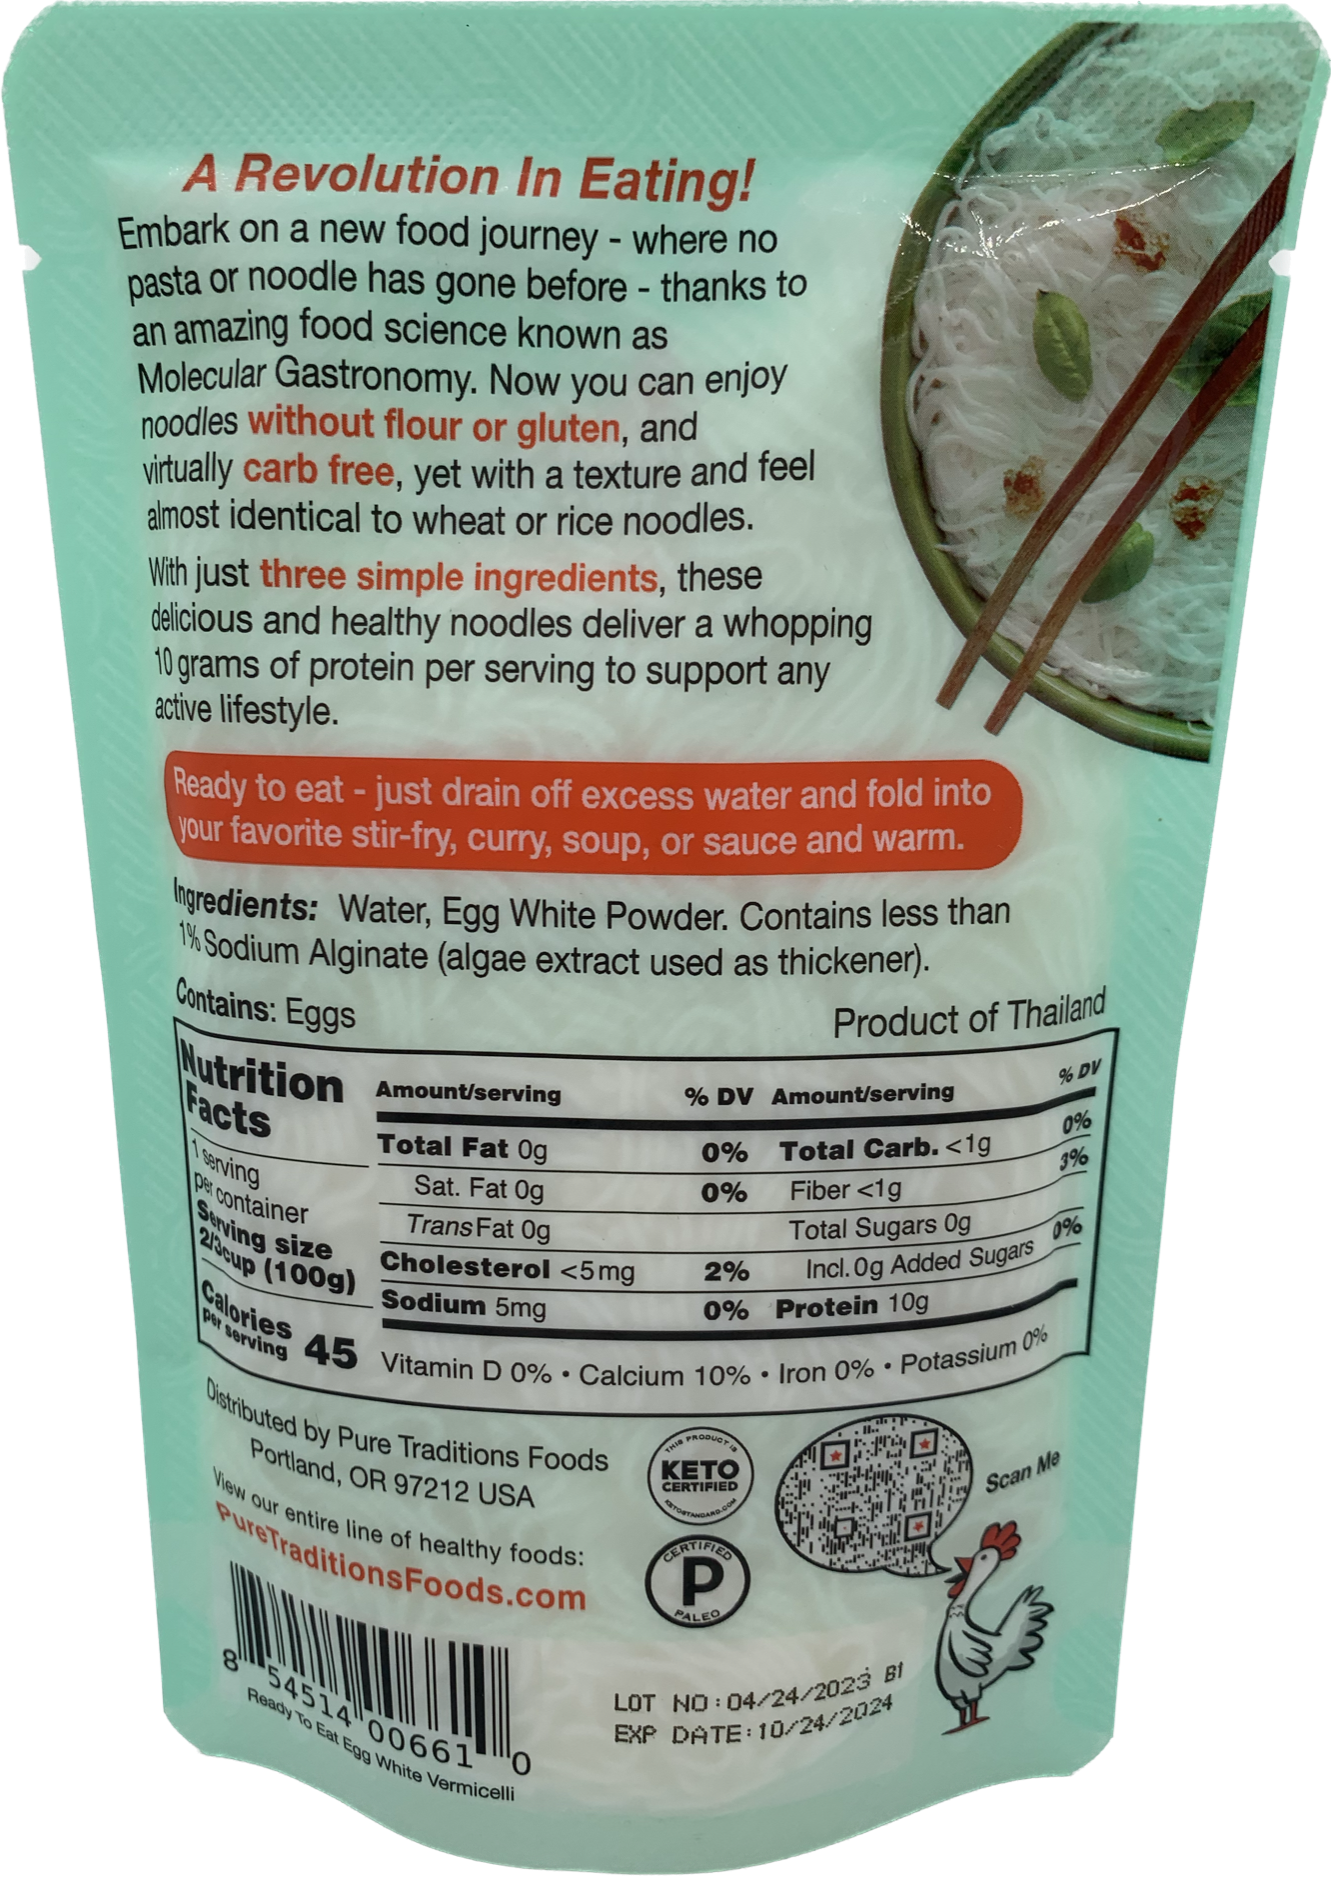 A Revolution In Eating!
Embark on a new food journey - where no
pasta or noodle has gone before - thanks to
an amazing food science known as
Molecular Gastronomy. Now you can enjoy
noodles without flour or gluten, and
virtually carb free, yet with a texture and feel
almost identical to wheat or rice noodles.
With just three simple ingredients, these
delicious and healthy noodles deliver a whopping
10 grams of protein per serving to support any
active lifestyle.
Ready to eat - just drain off excess water and fold into
your favorite stir-fry, curry, soup, or sauce and warm.
Ingredients: Water, Egg White Powder. Contains less than
1% Sodium Alginate (algae extract used as thickener).
Contains: Eggs
Product of Thailand
Nutrition
Facts
1 serving
per container
Serving size
2/3cup (100g)
Calories
per serving 45
Amount/serving % DV
Total Fat 0g 0%
Sat. Fat 0g 0%
Trans Fat 0g
Cholesterol <5mg 2%
Sodium 5mg 0%
Amount/serving % DV
Total Carb. <1g 0%
Fiber <1g 3%
Total Sugars 0g
Incl. 0g Added Sugars 0%
Protein 10g
Vitamin D 0% • Calcium 10% • Iron 0% • Potassium 0%
Distributed by Pure Traditions Foods
Portland, OR 97212 USA
View our entire line of healthy foods:
PureTraditionsFoods.com
THIS PRODUCT IS
KETO
CERTIFIED
KETOSTANDARD.COM
CERTIFIED
P
PALEO
Scan Me
8 54514 00661 0
Ready To Eat Egg White Vermicelli
LOT NO:04/24/2023 B1
EXP DATE:10/24/2024